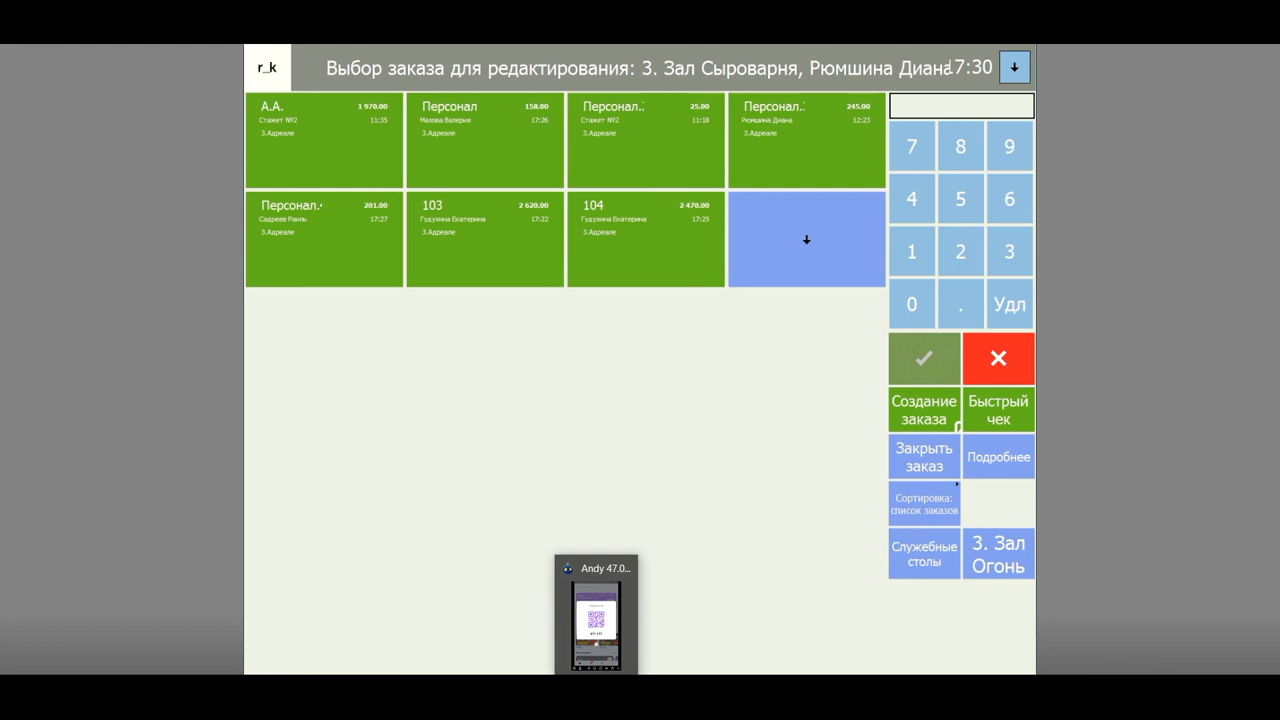 r_k
Выбор заказа для редактирования: 3. Зал Сыроварня, Рюмшина Диана
17:30
А.А. 1 970.00
Стажет №2 11:35
3.Адреале
Персонал 158.00
Мазова Валерия 17:26
3.Адреале
Персонал.: 25.00
Стажет №2 11:18
3.Адреале
Персонал.: 245.00
Рюмшина Диана 12:23
3.Адреале
Персонал. 201.00
Садреев Раиль 17:27
3.Адреале
103 2 620.00
Гудухина Екатерина 17:22
3.Адреале
104 2 470.00
Гудухина Екатерина 17:25
3.Адреале
7 8 9
4 5 6
1 2 3
0 . Удл
Создание
заказа
Быстрый
чек
Закрыть
заказ
Подробнее
Сортировка:
список заказов
Служебные
столы
3. Зал
Огонь
Andy 47.0...